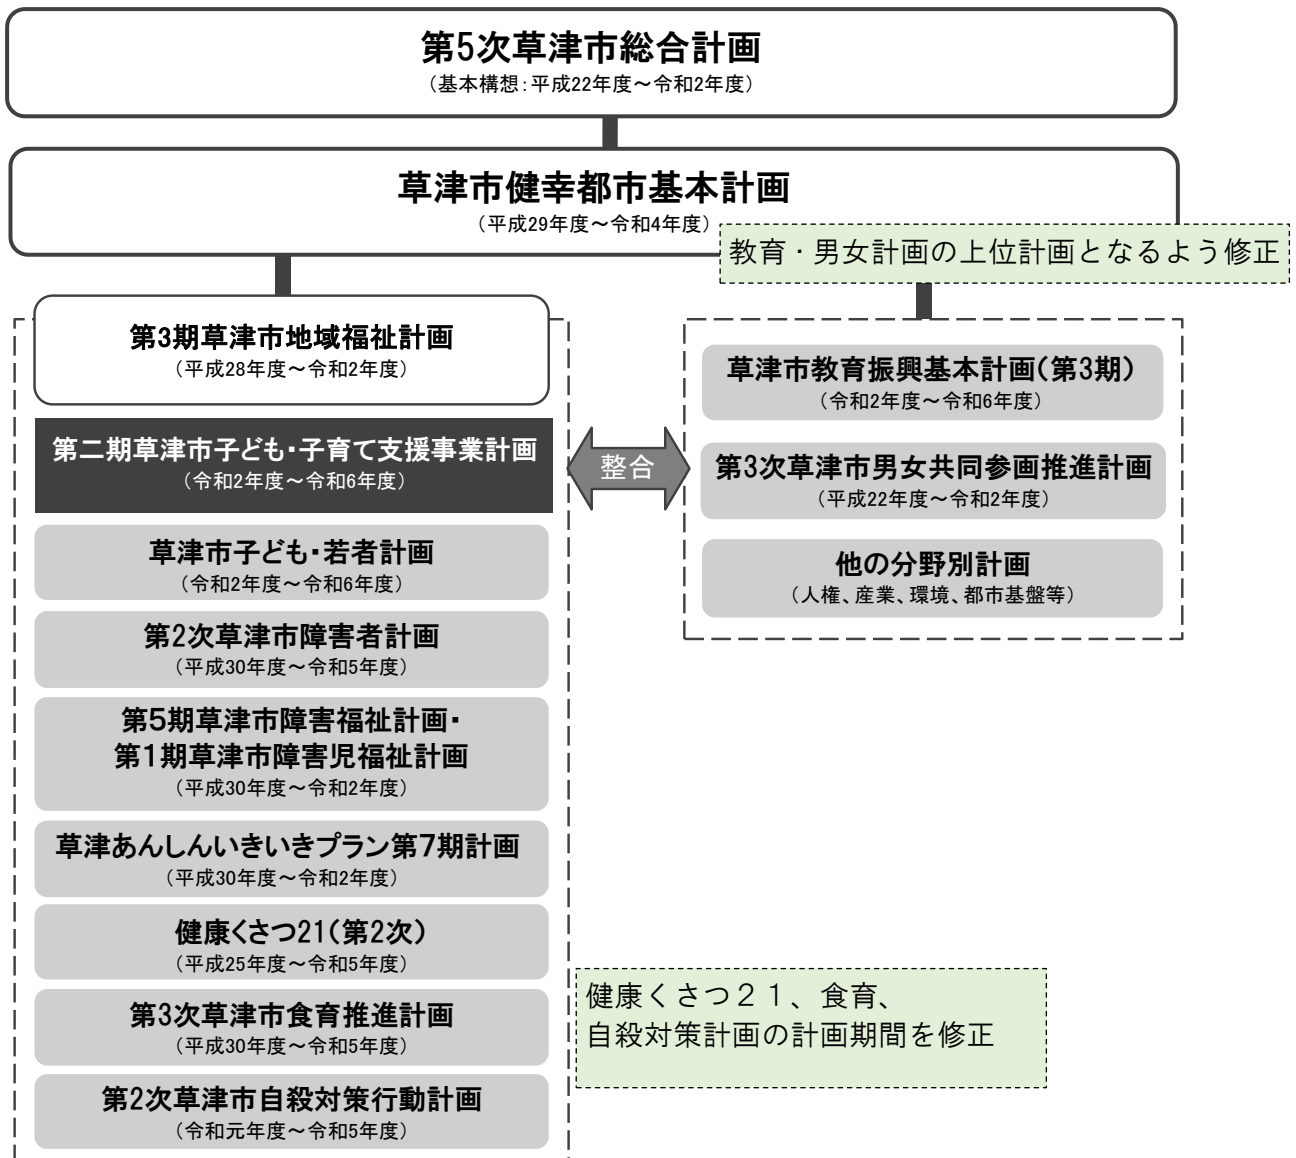 第5次草津市総合計画
（基本構想：平成22年度～令和2年度）
草津市健幸都市基本計画
（平成29年度～令和4年度）
教育・男女計画の上位計画となるよう修正
第3期草津市地域福祉計画
（平成28年度～令和2年度）
第二期草津市子ども・子育て支援事業計画
（令和2年度～令和6年度）
草津市子ども・若者計画
（令和2年度～令和6年度）
第2次草津市障害者計画
（平成30年度～令和5年度）
第5期草津市障害福祉計画・
第1期草津市障害児福祉計画
（平成30年度～令和2年度）
草津あんしんいきいきプラン第7期計画
（平成30年度～令和2年度）
健康くさつ21（第2次）
（平成25年度～令和5年度）
第3次草津市食育推進計画
（平成30年度～令和5年度）
第2次草津市自殺対策行動計画
（令和元年度～令和5年度）
整合
草津市教育振興基本計画（第3期）
（令和2年度～令和6年度）
第3次草津市男女共同参画推進計画
（平成22年度～令和2年度）
他の分野別計画
（人権、産業、環境、都市基盤等）
健康くさつ２１、食育、
自殺対策計画の計画期間を修正